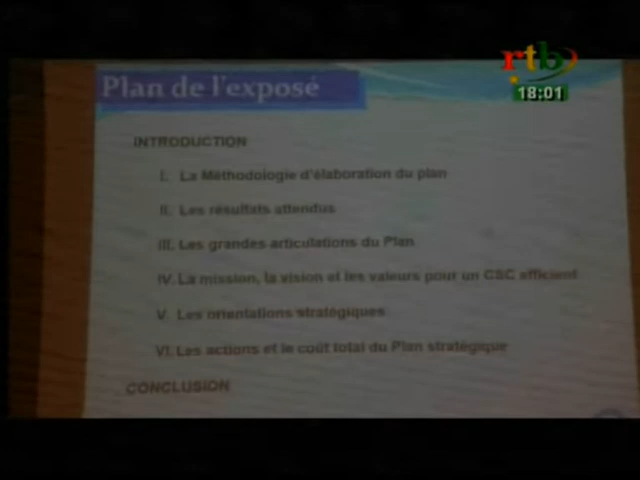 rtb
18:01
Plan de l'exposé
INTRODUCTION
I. La Méthodologie d'élaboration du plan
II. Les résultats attendus
III. Les grandes articulations du Plan
IV. La mission, la vision et les valeurs pour un CSC efficient
V. Les orientations stratégiques
VI. Les actions et le coût total du Plan stratégique
CONCLUSION